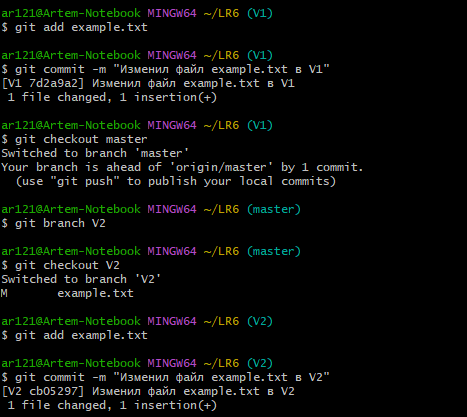 ar121@Artem-Notebook MINGW64 ~/LR6 (V1)
$ git add example.txt
ar121@Artem-Notebook MINGW64 ~/LR6 (V1)
$ git commit -m "Изменил файл example.txt в V1"
[V1 7d2a9a2] Изменил файл example.txt в V1
 1 file changed, 1 insertion(+)
ar121@Artem-Notebook MINGW64 ~/LR6 (V1)
$ git checkout master
Switched to branch 'master'
Your branch is ahead of 'origin/master' by 1 commit.
  (use "git push" to publish your local commits)
ar121@Artem-Notebook MINGW64 ~/LR6 (master)
$ git branch V2
ar121@Artem-Notebook MINGW64 ~/LR6 (master)
$ git checkout V2
Switched to branch 'V2'
M       example.txt
ar121@Artem-Notebook MINGW64 ~/LR6 (V2)
$ git add example.txt
ar121@Artem-Notebook MINGW64 ~/LR6 (V2)
$ git commit -m "Изменил файл example.txt в V2"
[V2 cb05297] Изменил файл example.txt в V2
 1 file changed, 1 insertion(+)